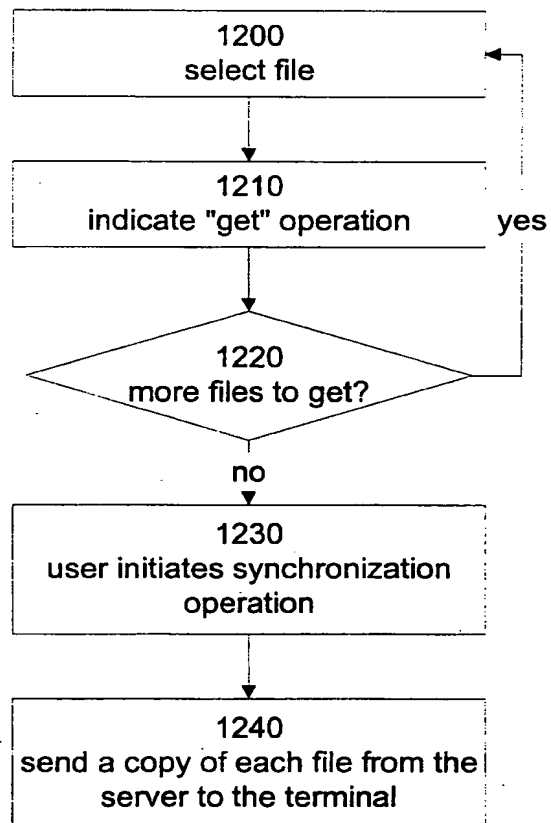 1200
select file
1210
indicate "get" operation
yes
1220
more files to get?
no
1230
user initiates synchronization
operation
1240
send a copy of each file from the
server to the terminal